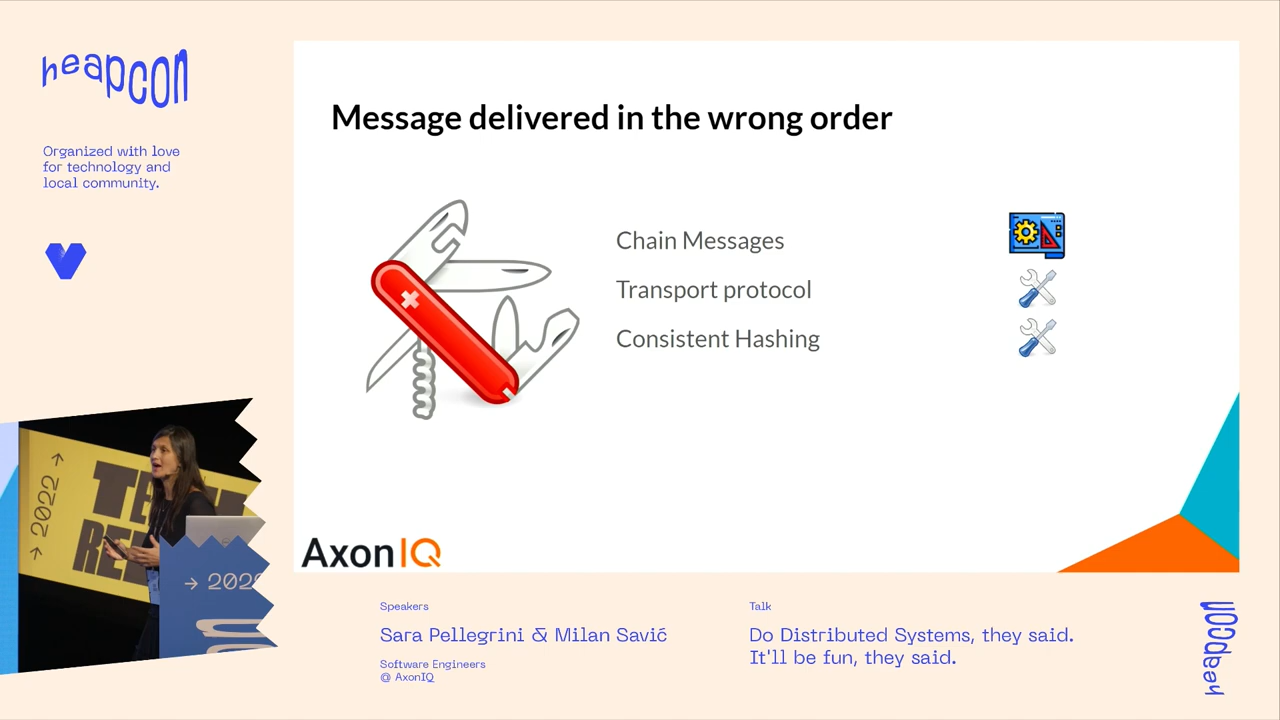 heapcon
Organized with love
for technology and
local community.
Message delivered in the wrong order
Chain Messages
Transport protocol
Consistent Hashing
AxonIQ
→ 2022 →
→ 202
Speakers
Sara Pellegrini & Milan Savić
Software Engineers
@ AxonIQ
Talk
Do Distributed Systems, they said.
It'll be fun, they said.
heapcon